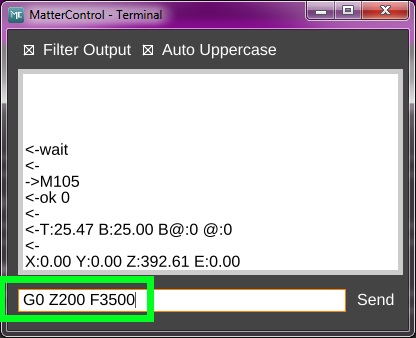 MatterControl - Terminal
Filter Output Auto Uppercase
<-wait
<-
->M105
<-ok 0
<-
<-T:25.47 B:25.00 B@:0 @:0
<-
X:0.00 Y:0.00 Z:392.61 E:0.00
G0 Z200 F3500 Send